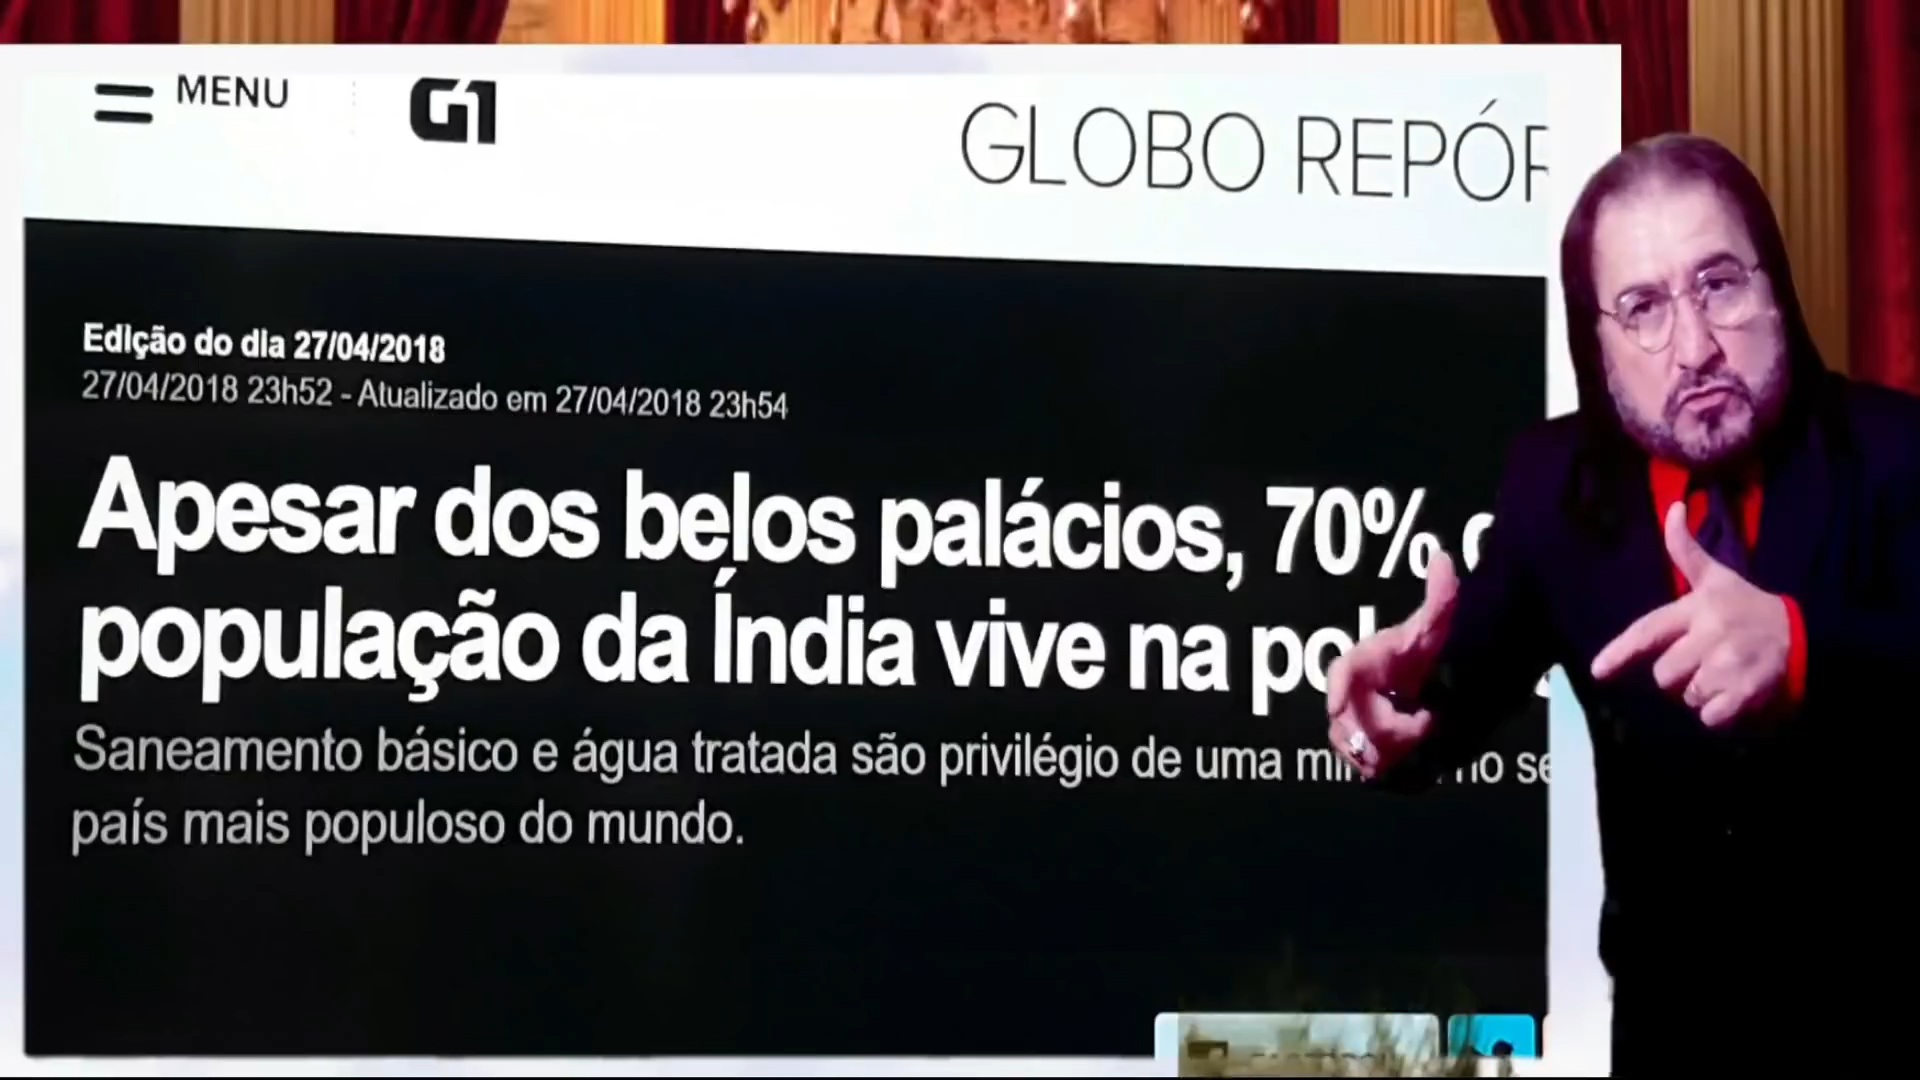 MENU
G1
GLOBO REPÓR
Edição do dia 27/04/2018
27/04/2018 23h52 - Atualizado em 27/04/2018 23h54
Apesar dos belos palácios, 70%
população da Índia vive na
Saneamento básico e água tratada são privilégio de uma
país mais populoso do mundo.